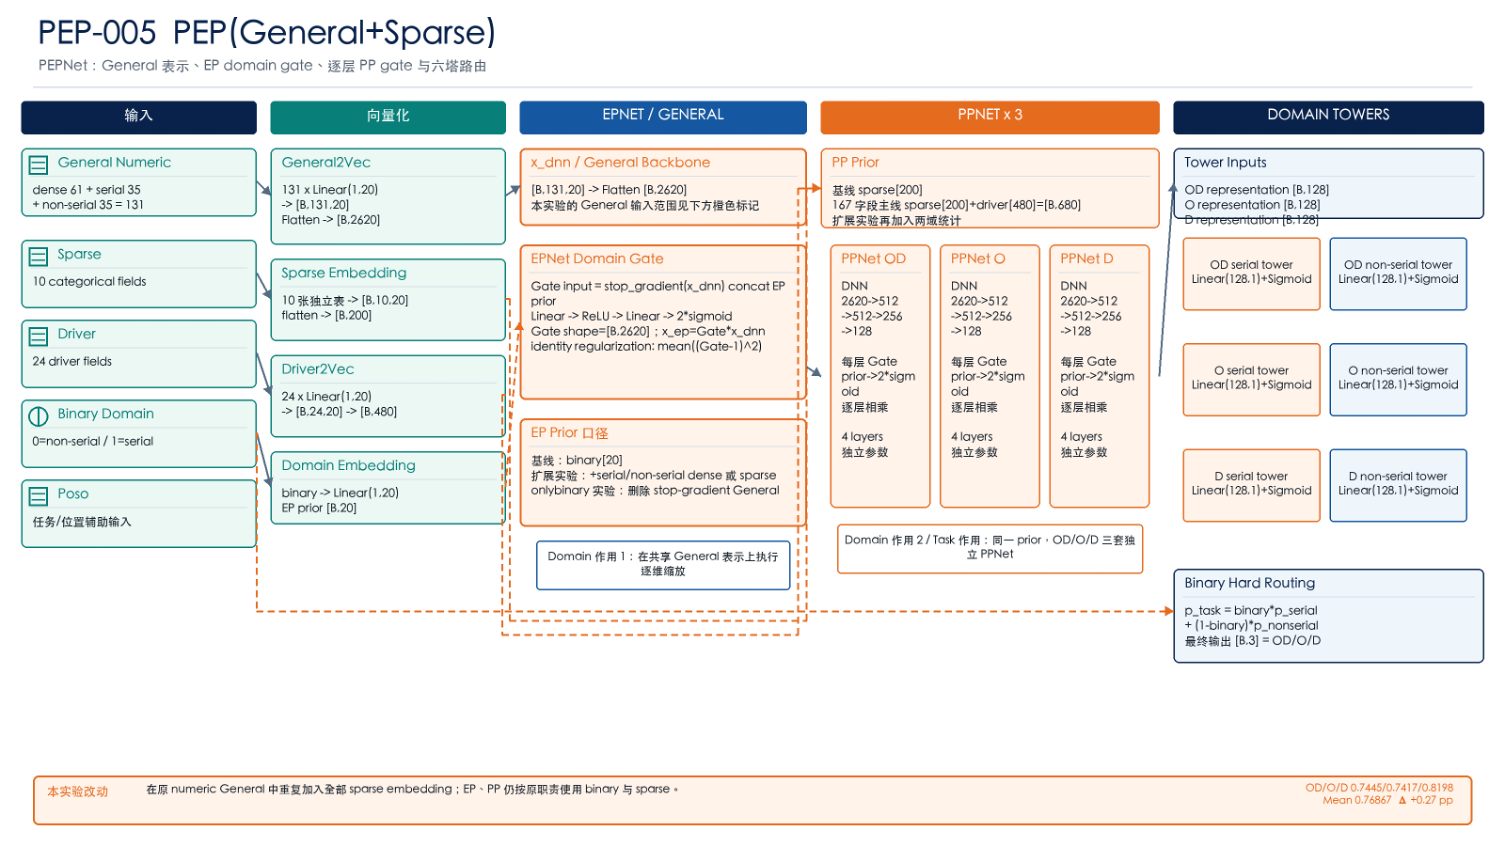 PEP-005 PEP(General+Sparse)
PEPNet：General 表示、EP domain gate、逐层 PP gate 与六塔路由
输入
向量化
EPNET / GENERAL
PPNET x 3
DOMAIN TOWERS
General Numeric
dense 61 + serial 35
+ non-serial 35 = 131
Sparse
10 categorical fields
Driver
24 driver fields
Binary Domain
0=non-serial / 1=serial
Poso
任务/位置辅助输入
General2Vec
131 x Linear(1,20)
-> [B,131,20]
Flatten -> [B,2620]
Sparse Embedding
10 张独立表 -> [B,10,20]
flatten -> [B,200]
Driver2Vec
24 x Linear(1,20)
-> [B,24,20] -> [B,480]
Domain Embedding
binary -> Linear(1,20)
EP prior [B,20]
x_dnn / General Backbone
[B,131,20] -> Flatten [B,2620]
本实验的 General 输入范围见下方橙色标记
EPNet Domain Gate
Gate input = stop_gradient(x_dnn) concat EP
prior
Linear -> ReLU -> Linear -> 2*sigmoid
Gate shape=[B,2620]；x_ep=Gate*x_dnn
identity regularization: mean((Gate-1)^2)
EP Prior 口径
基线：binary[20]
扩展实验：+serial/non-serial dense 或 sparse
onlybinary 实验：删除 stop-gradient General
Domain 作用 1：在共享 General 表示上执行
逐维缩放
PP Prior
基线 sparse[200]
167 字段主线 sparse[200]+driver[480]=[B,680]
扩展实验再加入两域统计
PPNet OD
DNN
2620->512
->512->256
->128
每层 Gate
prior->2*sigm
oid
逐层相乘
4 layers
独立参数
PPNet O
DNN
2620->512
->512->256
->128
每层 Gate
prior->2*sigm
oid
逐层相乘
4 layers
独立参数
PPNet D
DNN
2620->512
->512->256
->128
每层 Gate
prior->2*sigm
oid
逐层相乘
4 layers
独立参数
Domain 作用 2 / Task 作用：同一 prior，OD/O/D 三套独
立 PPNet
Tower Inputs
OD representation [B,128]
O representation [B,128]
D representation [B,128]
OD serial tower
Linear(128,1)+Sigmoid
OD non-serial tower
Linear(128,1)+Sigmoid
O serial tower
Linear(128,1)+Sigmoid
O non-serial tower
Linear(128,1)+Sigmoid
D serial tower
Linear(128,1)+Sigmoid
D non-serial tower
Linear(128,1)+Sigmoid
Binary Hard Routing
p_task = binary*p_serial
+ (1-binary)*p_nonserial
最终输出 [B,3] = OD/O/D
本实验改动
在原 numeric General 中重复加入全部 sparse embedding；EP、PP 仍按原职责使用 binary 与 sparse。
OD/O/D 0.7445/0.7417/0.8198
Mean 0.76867 Δ +0.27 pp